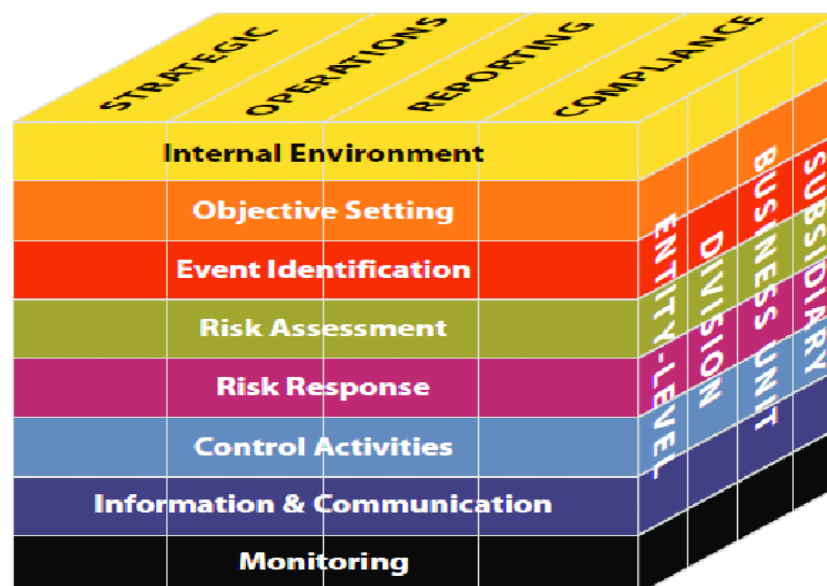 STRATEGIC
OPERATIONS
REPORTING
COMPLIANCE
Internal Environment
Objective Setting
Event Identification
Risk Assessment
Risk Response
Control Activities
Information & Communication
Monitoring
ENTITY-LEVEL
DIVISION
BUSINESS UNIT
SUBSIDIARY